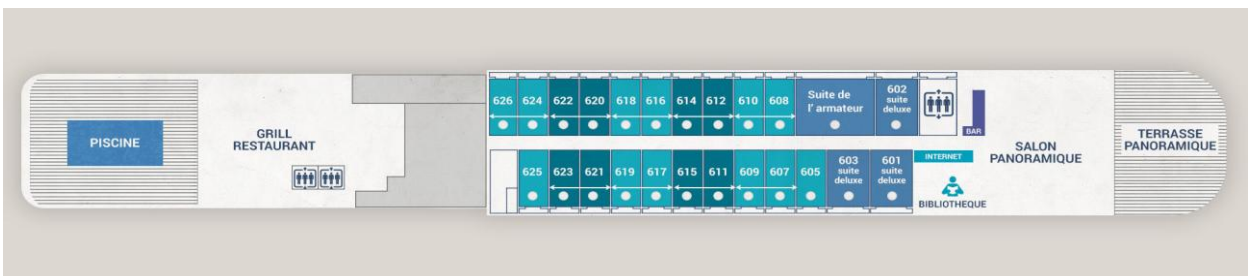 PISCINE
GRILL
RESTAURANT
626 624 622 620 618 616 614 612 610 608
Suite de
l' armateur
602
suite
deluxe
BAR
625 623 621 619 617 615 611 609 607 605
603
suite
deluxe
601
suite
deluxe
INTERNET
BIBLIOTHEQUE
SALON
PANORAMIQUE
TERRASSE
PANORAMIQUE